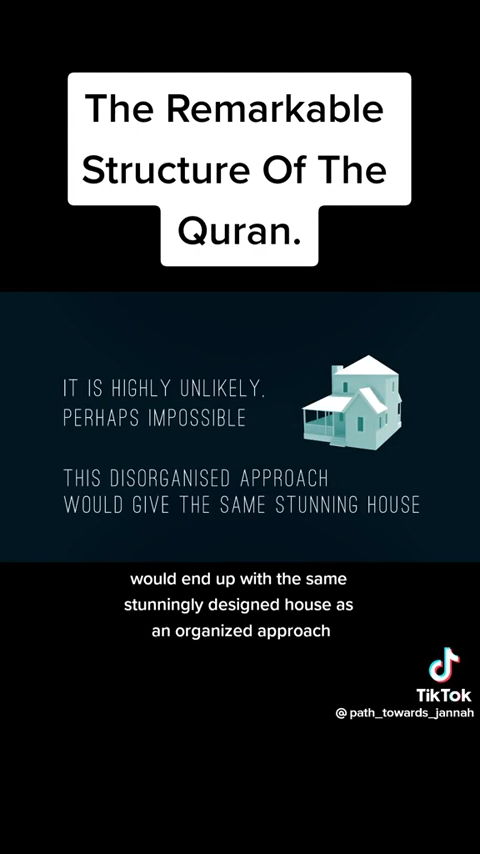 The Remarkable
Structure Of The
Quran.
IT IS HIGHLY UNLIKELY,
PERHAPS IMPOSSIBLE
THIS DISORGANISED APPROACH
WOULD GIVE THE SAME STUNNING HOUSE
would end up with the same
stunningly designed house as
an organized approach
TikTok
@path_towards_jannah